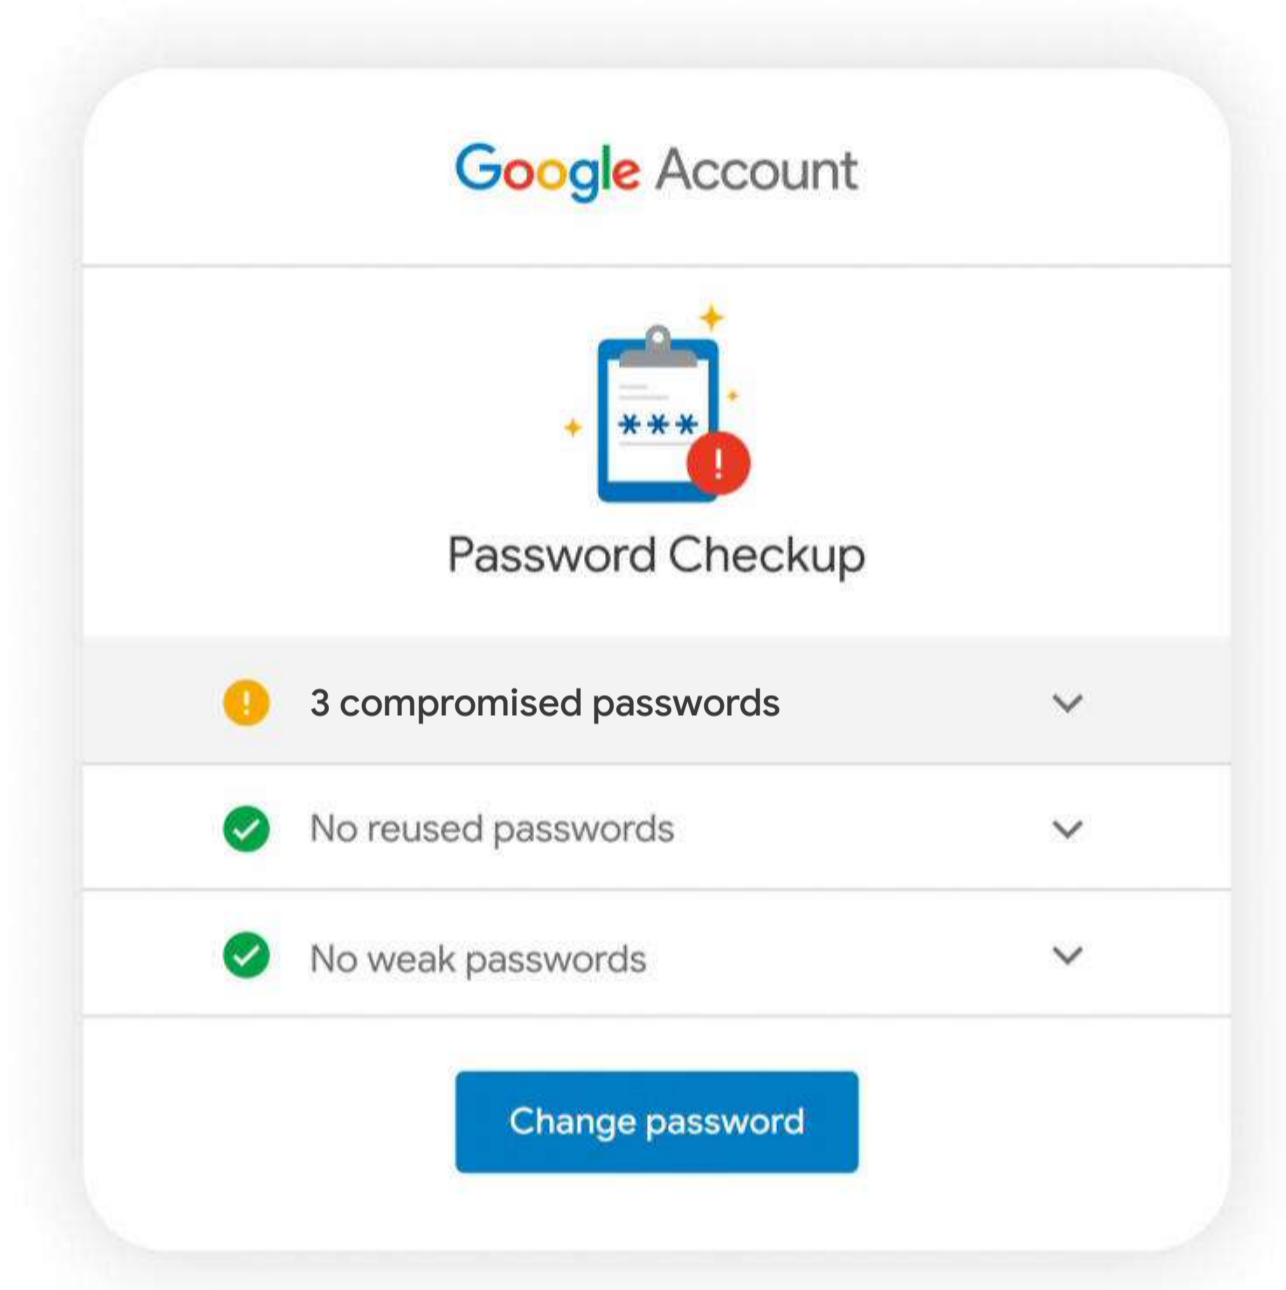 Google Account
***
!
Password Checkup
! 3 compromised passwords
No reused passwords
No weak passwords
Change password